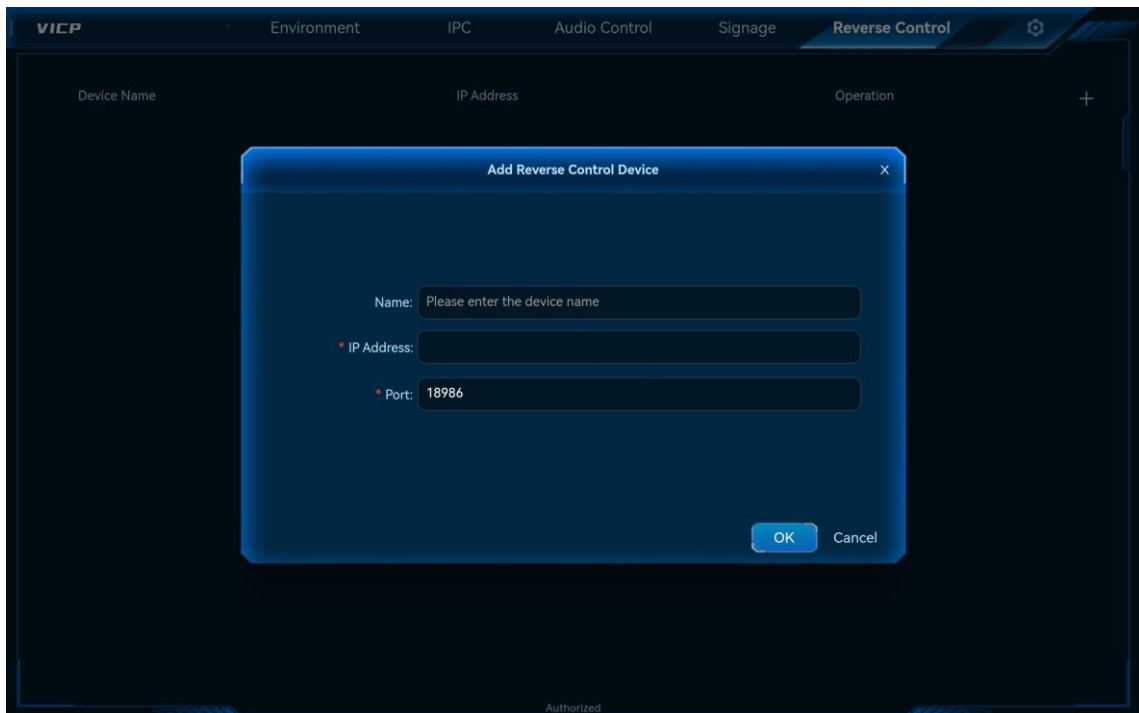 VICP Environment IPC Audio Control Signage Reverse Control
Device Name IP Address Operation +
Add Reverse Control Device X
Name: Please enter the device name
* IP Address:
* Port: 18986
OK Cancel
Authorized